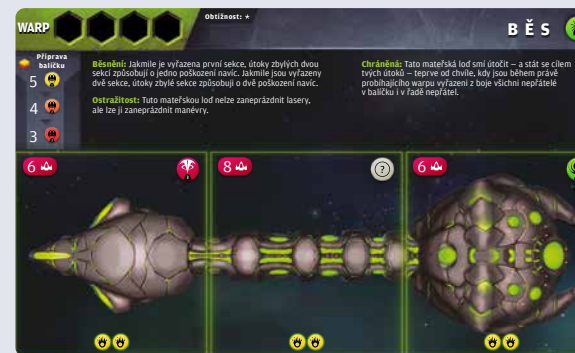 WARP
Obtížnost: ★
BĚS
Příprava
balíčku
5
4
3
Běsnění: Jakmile je vyřazena první sekce, útoky zbylých dvou
sekcí způsobují o jedno poškození navíc. Jakmile jsou vyřazeny
dvě sekce, útoky zbylé sekce způsobují o dvě poškození navíc.
Ostražitost: Tuto mateřskou loď nelze zaneprázdnit lasery,
ale lze ji zaneprázdnit manévry.
Chráněná: Tato mateřská loď smí útočit – a stát se cílem
tvých útoků – teprve od chvíle, kdy jsou během právě
probíhajícího warpu vyřazeni z boje všichni nepřátelé
v balíčku i v řadě nepřátel.
6
8
?
6